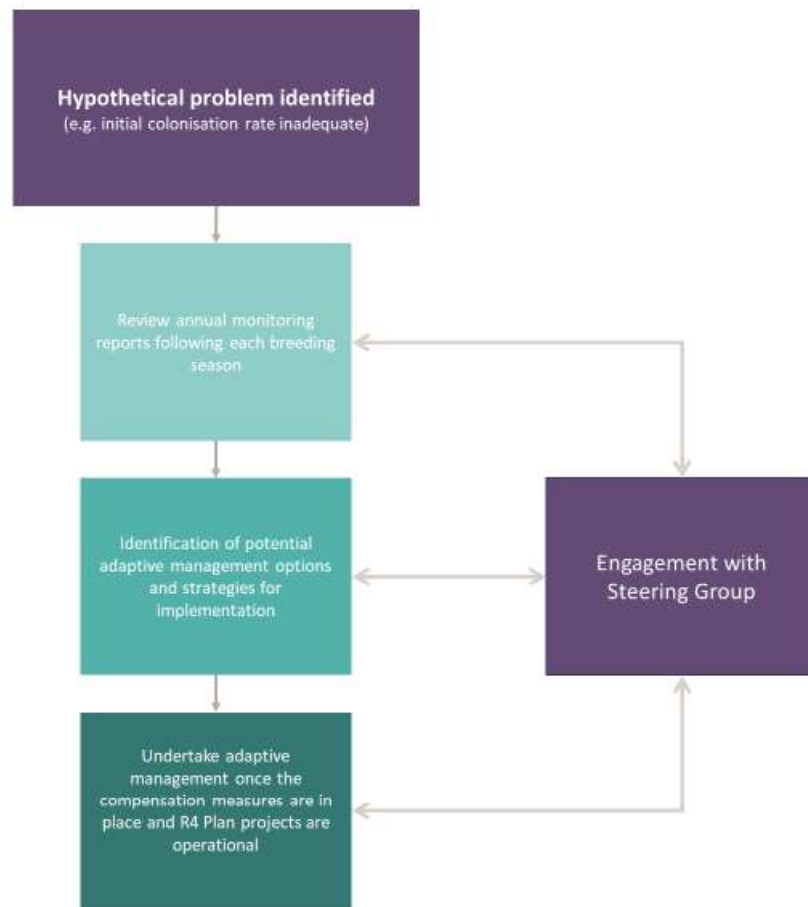 Hypothetical problem identified
(e.g. initial colonisation rate inadequate)
Review annual monitoring
reports following each breeding
season
Identification of potential
adaptive management options
and strategies for
implementation
Engagement with
Steering Group
Undertake adaptive
management once the
compensation measures are in
place and R4 Plan projects are
operational